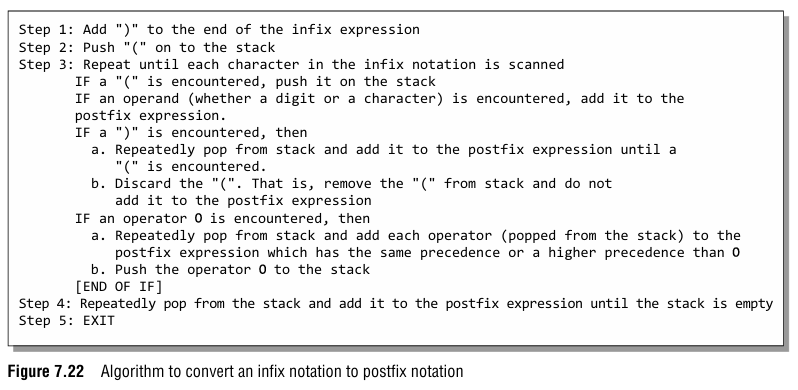 Step 1: Add ")" to the end of the infix expression
Step 2: Push "(" on to the stack
Step 3: Repeat until each character in the infix notation is scanned
IF a "(" is encountered, push it on the stack
IF an operand (whether a digit or a character) is encountered, add it to the
postfix expression.
IF a ")" is encountered, then
a. Repeatedly pop from stack and add it to the postfix expression until a
"(" is encountered.
b. Discard the "(". That is, remove the "(" from stack and do not
add it to the postfix expression
IF an operator O is encountered, then
a. Repeatedly pop from stack and add each operator (popped from the stack) to the
postfix expression which has the same precedence or a higher precedence than O
b. Push the operator O to the stack
[END OF IF]
Step 4: Repeatedly pop from the stack and add it to the postfix expression until the stack is empty
Step 5: EXIT
Figure 7.22 Algorithm to convert an infix notation to postfix notation